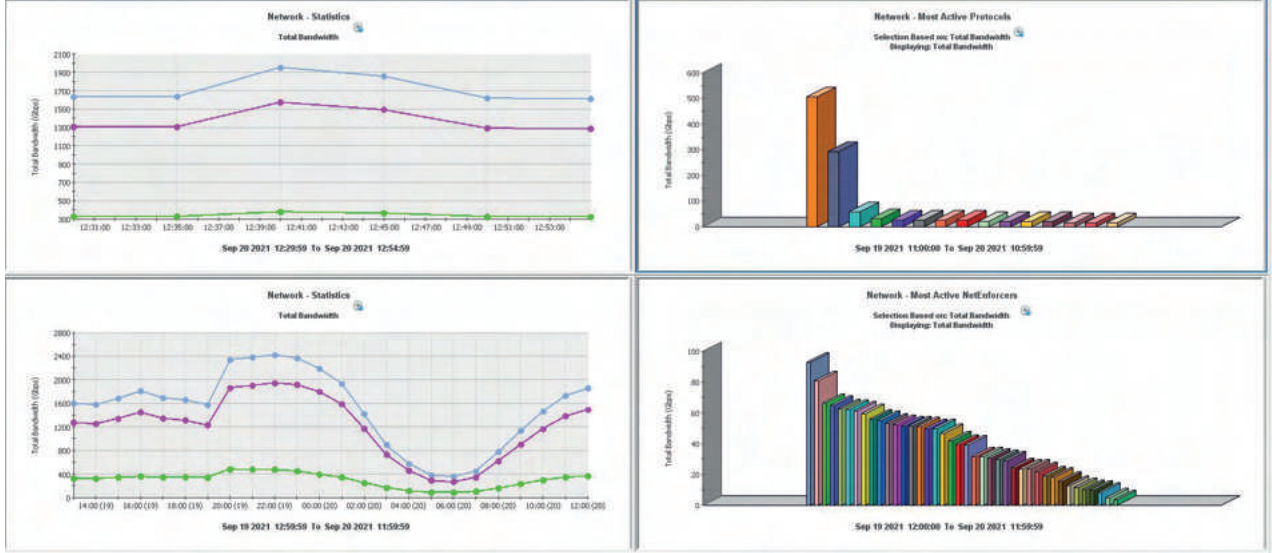 Network - Statistics
Total Bandwidth
2100
1900
1700
1500
1300
1100
900
700
500
300
Total Bandwidth (Gbps)
12:31:00 12:33:00 12:35:00 12:37:00 12:39:00 12:41:00 12:43:00 12:45:00 12:47:00 12:49:00 12:51:00 12:53:00
Sep 20 2021 12:29:59 To Sep 20 2021 12:54:59
Network - Most Active Protocols
Selection Based on: Total Bandwidth
Displaying: Total Bandwidth
600
500
400
300
200
100
0
Total Bandwidth (Gbps)
Sep 19 2021 11:00:00 To Sep 20 2021 10:59:59
Network - Statistics
Total Bandwidth
2800
2400
2000
1600
1200
800
400
0
Total Bandwidth (Gbps)
14:00 (19) 16:00 (19) 18:00 (19) 20:00 (19) 22:00 (19) 00:00 (20) 02:00 (20) 04:00 (20) 06:00 (20) 08:00 (20) 10:00 (20) 12:00 (20)
Sep 19 2021 12:59:59 To Sep 20 2021 11:59:59
Network - Most Active NetEnforcers
Selection Based on: Total Bandwidth
Displaying: Total Bandwidth
100
80
60
40
20
0
Total Bandwidth (Gbps)
Sep 19 2021 12:00:00 To Sep 20 2021 11:59:59